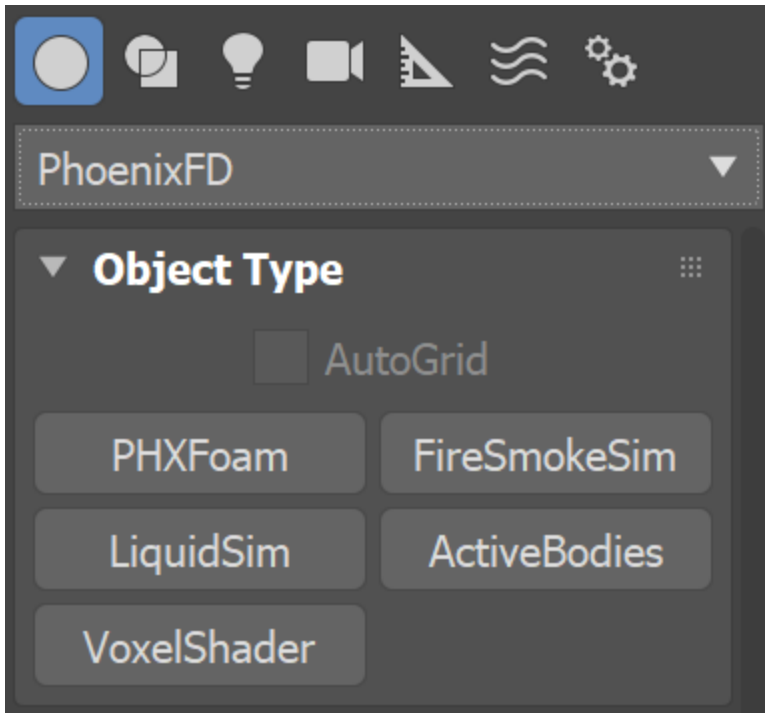 PhoenixFD
Object Type
AutoGrid
PHXFoam FireSmokeSim
LiquidSim ActiveBodies
VoxelShader